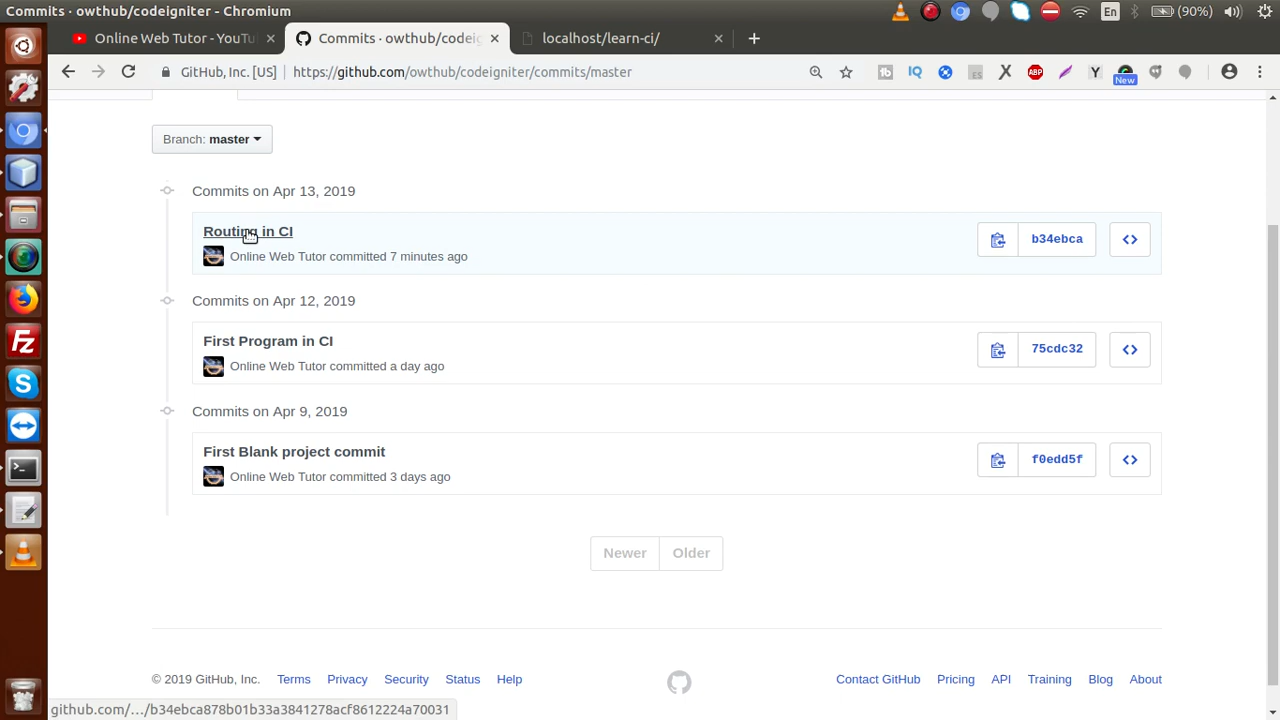 Commits · owthub/codeigniter - Chromium
En
(90%)
Online Web Tutor - YouTu
Commits · owthub/codeig
localhost/learn-ci/
GitHub, Inc. [US]
https://github.com/owthub/codeigniter/commits/master
IQ
ABP
Y
New
Branch: master
Commits on Apr 13, 2019
Routing in CI
b34ebca
Online Web Tutor committed 7 minutes ago
Commits on Apr 12, 2019
First Program in CI
75cdc32
Online Web Tutor committed a day ago
Commits on Apr 9, 2019
First Blank project commit
f0edd5f
Online Web Tutor committed 3 days ago
Newer
Older
© 2019 GitHub, Inc.
Terms
Privacy
Security
Status
Help
Contact GitHub
Pricing
API
Training
Blog
About
github.com/.../b34ebca878b01b33a3841278acf8612224a70031